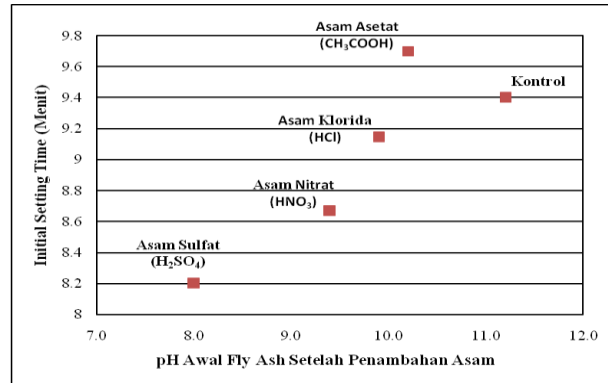 Initial Setting Time (Menit)
9.8
9.6
9.4
9.2
9
8.8
8.6
8.4
8.2
8
Asam Asetat
(CH₃COOH)
Kontrol
Asam Klorida
(HCl)
Asam Nitrat
(HNO₃)
Asam Sulfat
(H₂SO₄)
7.0 8.0 9.0 10.0 11.0 12.0
pH Awal Fly Ash Setelah Penambahan Asam